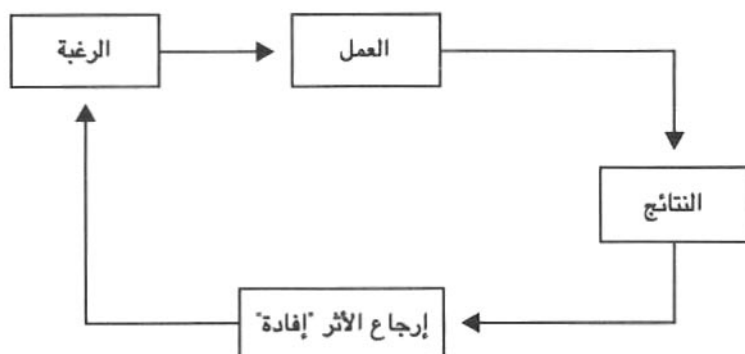 الرغبة
العمل
النتائج
إرجاع الأثر "إفادة"